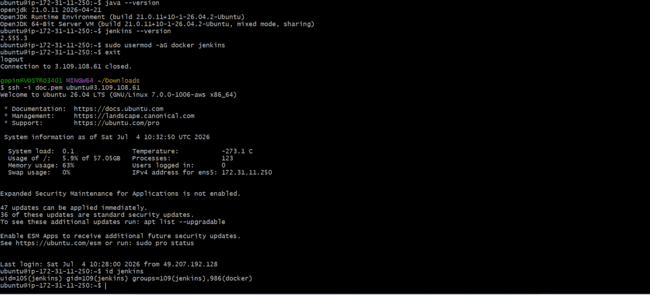 ubuntu@ip-172-31-11-250:~$ java --version
openjdk 21.0.11 2026-04-21
OpenJDK Runtime Environment (build 21.0.11+10-1-26.04.2-Ubuntu)
OpenJDK 64-Bit Server VM (build 21.0.11+10-1-26.04.2-Ubuntu, mixed mode, sharing)
ubuntu@ip-172-31-11-250:~$ jenkins --version
2.555.3
ubuntu@ip-172-31-11-250:~$ sudo usermod -aG docker jenkins
ubuntu@ip-172-31-11-250:~$ exit
logout
Connection to 3.109.108.61 closed.
gopin@VOSTRO3401 MINGW64 ~/Downloads
$ ssh -i doc.pem ubuntu@3.109.108.61
Welcome to Ubuntu 26.04 LTS (GNU/Linux 7.0.0-1006-aws x86_64)
* Documentation: https://docs.ubuntu.com
* Management: https://landscape.canonical.com
* Support: https://ubuntu.com/pro
System information as of Sat Jul 4 10:32:50 UTC 2026
System load: 0.1 Temperature: -273.1 C
Usage of /: 5.9% of 57.05GB Processes: 123
Memory usage: 63% Users logged in: 0
Swap usage: 0% IPv4 address for ens5: 172.31.11.250
Expanded Security Maintenance for Applications is not enabled.
47 updates can be applied immediately.
36 of these updates are standard security updates.
To see these additional updates run: apt list --upgradable
Enable ESM Apps to receive additional future security updates.
See https://ubuntu.com/esm or run: sudo pro status
Last login: Sat Jul 4 10:28:00 2026 from 49.207.192.128
ubuntu@ip-172-31-11-250:~$ id jenkins
uid=105(jenkins) gid=109(jenkins) groups=109(jenkins),986(docker)
ubuntu@ip-172-31-11-250:~$